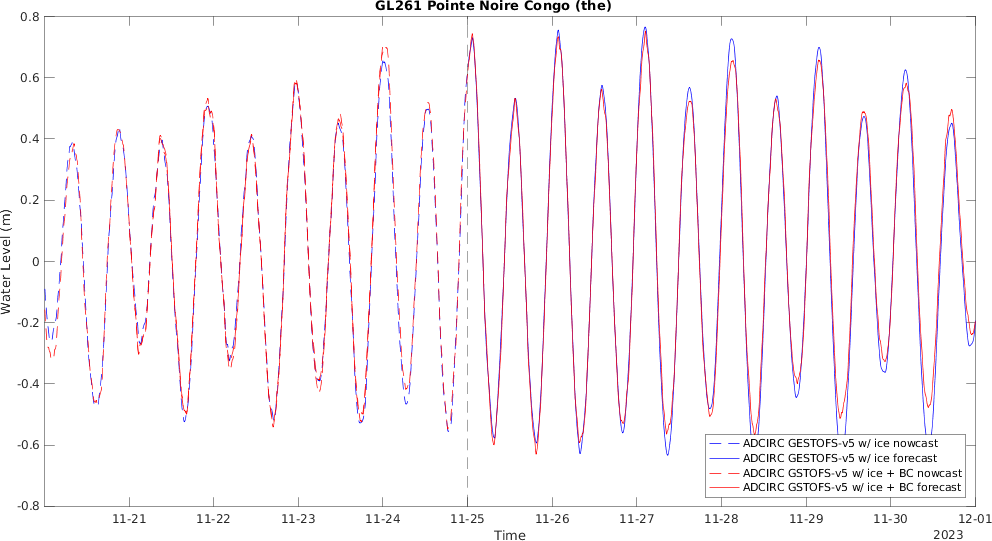 GL261 Pointe Noire Congo (the)
0.8
0.6
0.4
0.2
0
-0.2
-0.4
-0.6
-0.8
Water Level (m)
ADCIRC GESTOFS-v5 w/ ice nowcast
ADCIRC GESTOFS-v5 w/ ice forecast
ADCIRC GSTOFS-v5 w/ ice + BC nowcast
ADCIRC GSTOFS-v5 w/ ice + BC forecast
11-21 11-22 11-23 11-24 11-25 11-26 11-27 11-28 11-29 11-30 12-01
Time
2023